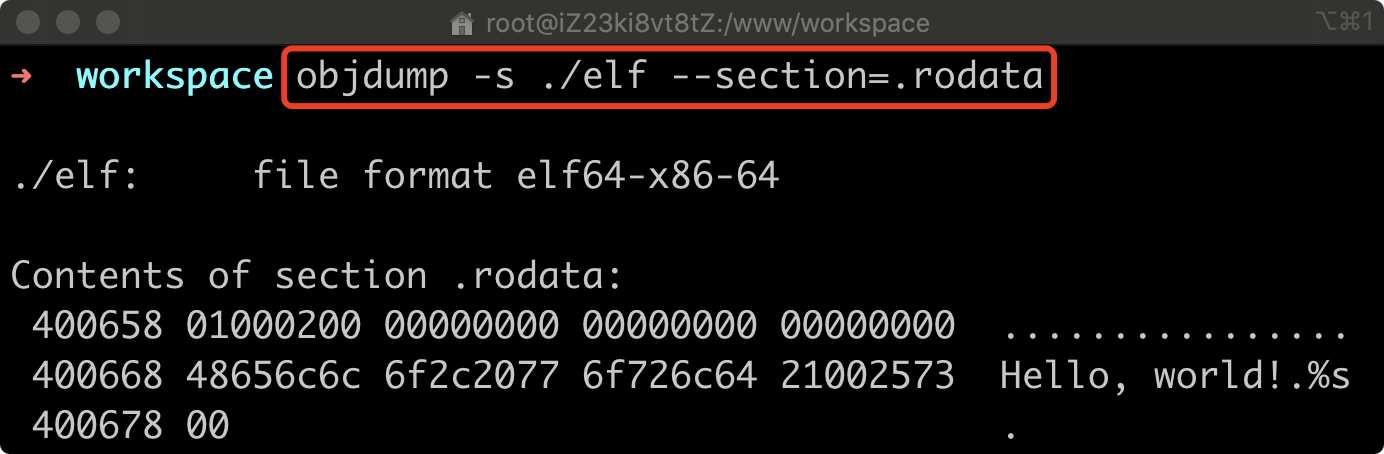 root@iZ23ki8vt8tZ:/www/workspace ⌥⌘1
➜ workspace objdump -s ./elf --section=.rodata
./elf:     file format elf64-x86-64
Contents of section .rodata:
 400658 01000200 00000000 00000000 00000000  ................
 400668 48656c6c 6f2c2077 6f726c64 21002573  Hello, world!.%s
 400678 00                                   .